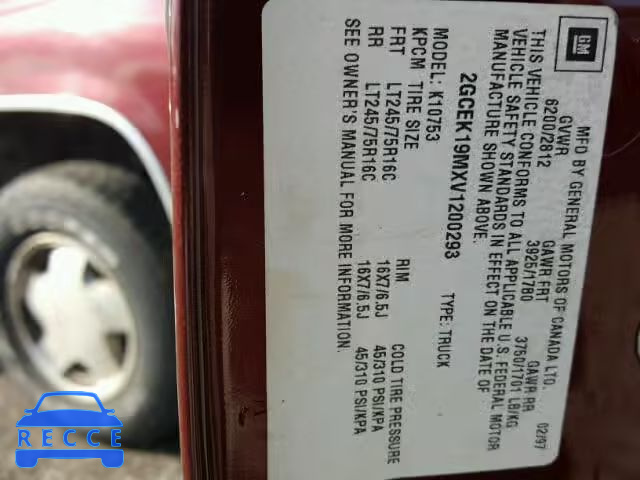 GM
MFD BY GENERAL MOTORS OF CANADA LTD.
GVWR GAWR FRT GAWR RR 02/97
6200/2812 3925/1780 3750/1701 LB/KG
THIS VEHICLE CONFORMS TO ALL APPLICABLE U.S. FEDERAL MOTOR
VEHICLE SAFETY STANDARDS IN EFFECT ON THE DATE OF
MANUFACTURE SHOWN ABOVE.
2GCEK19MXV1200293 TYPE: TRUCK
MODEL: K10753
KPCM TIRE SIZE RIM COLD TIRE PRESSURE
FRT LT245/75R16C 16X7/6.5J 45/310 PSI/KPA
RR LT245/75R16C 16X7/6.5J 45/310 PSI/KPA
SEE OWNER'S MANUAL FOR MORE INFORMATION.
RECCE